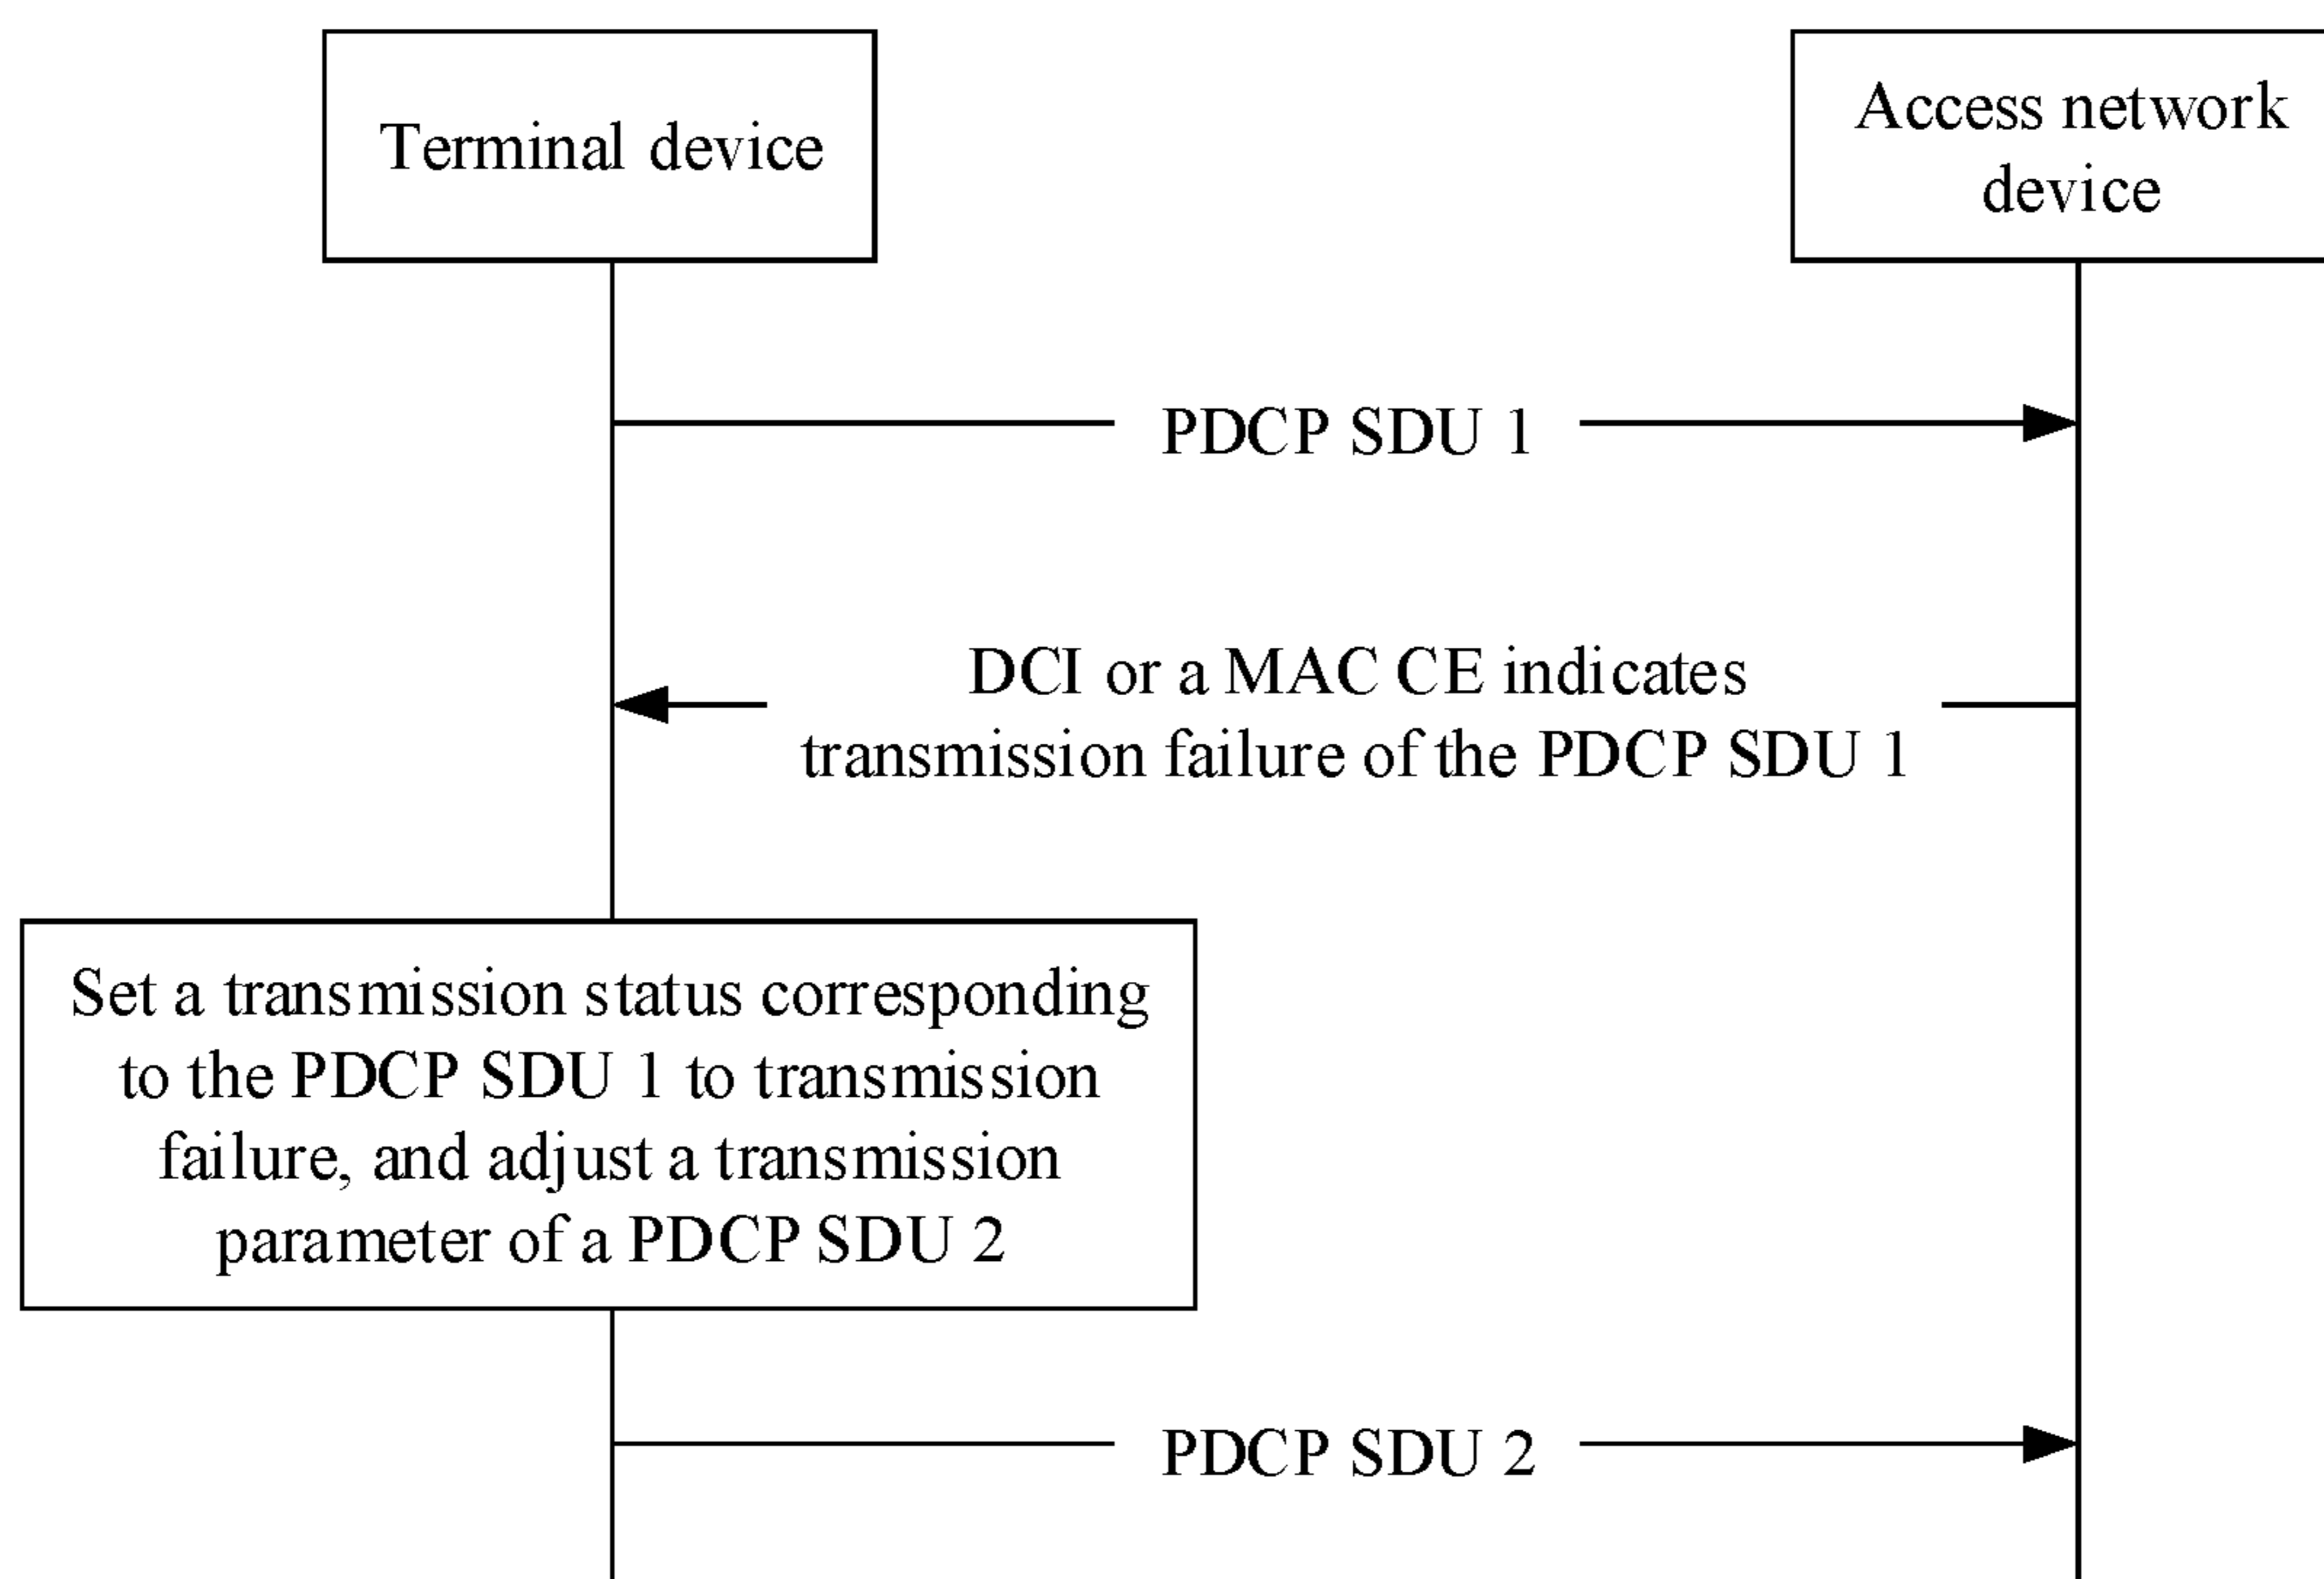 Terminal device
Access network
device
PDCP SDU 1
DCI or a MAC CE indicates
transmission failure of the PDCP SDU 1
Set a transmission status corresponding
to the PDCP SDU 1 to transmission
failure, and adjust a transmission
parameter of a PDCP SDU 2
PDCP SDU 2